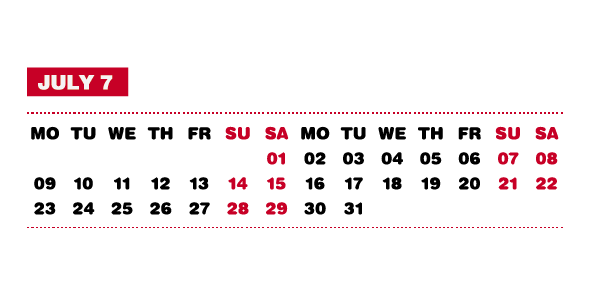 JULY 7
MO TU WE TH FR SU SA MO TU WE TH FR SU SA
01 02 03 04 05 06 07 08
09 10 11 12 13 14 15 16 17 18 19 20 21 22
23 24 25 26 27 28 29 30 31